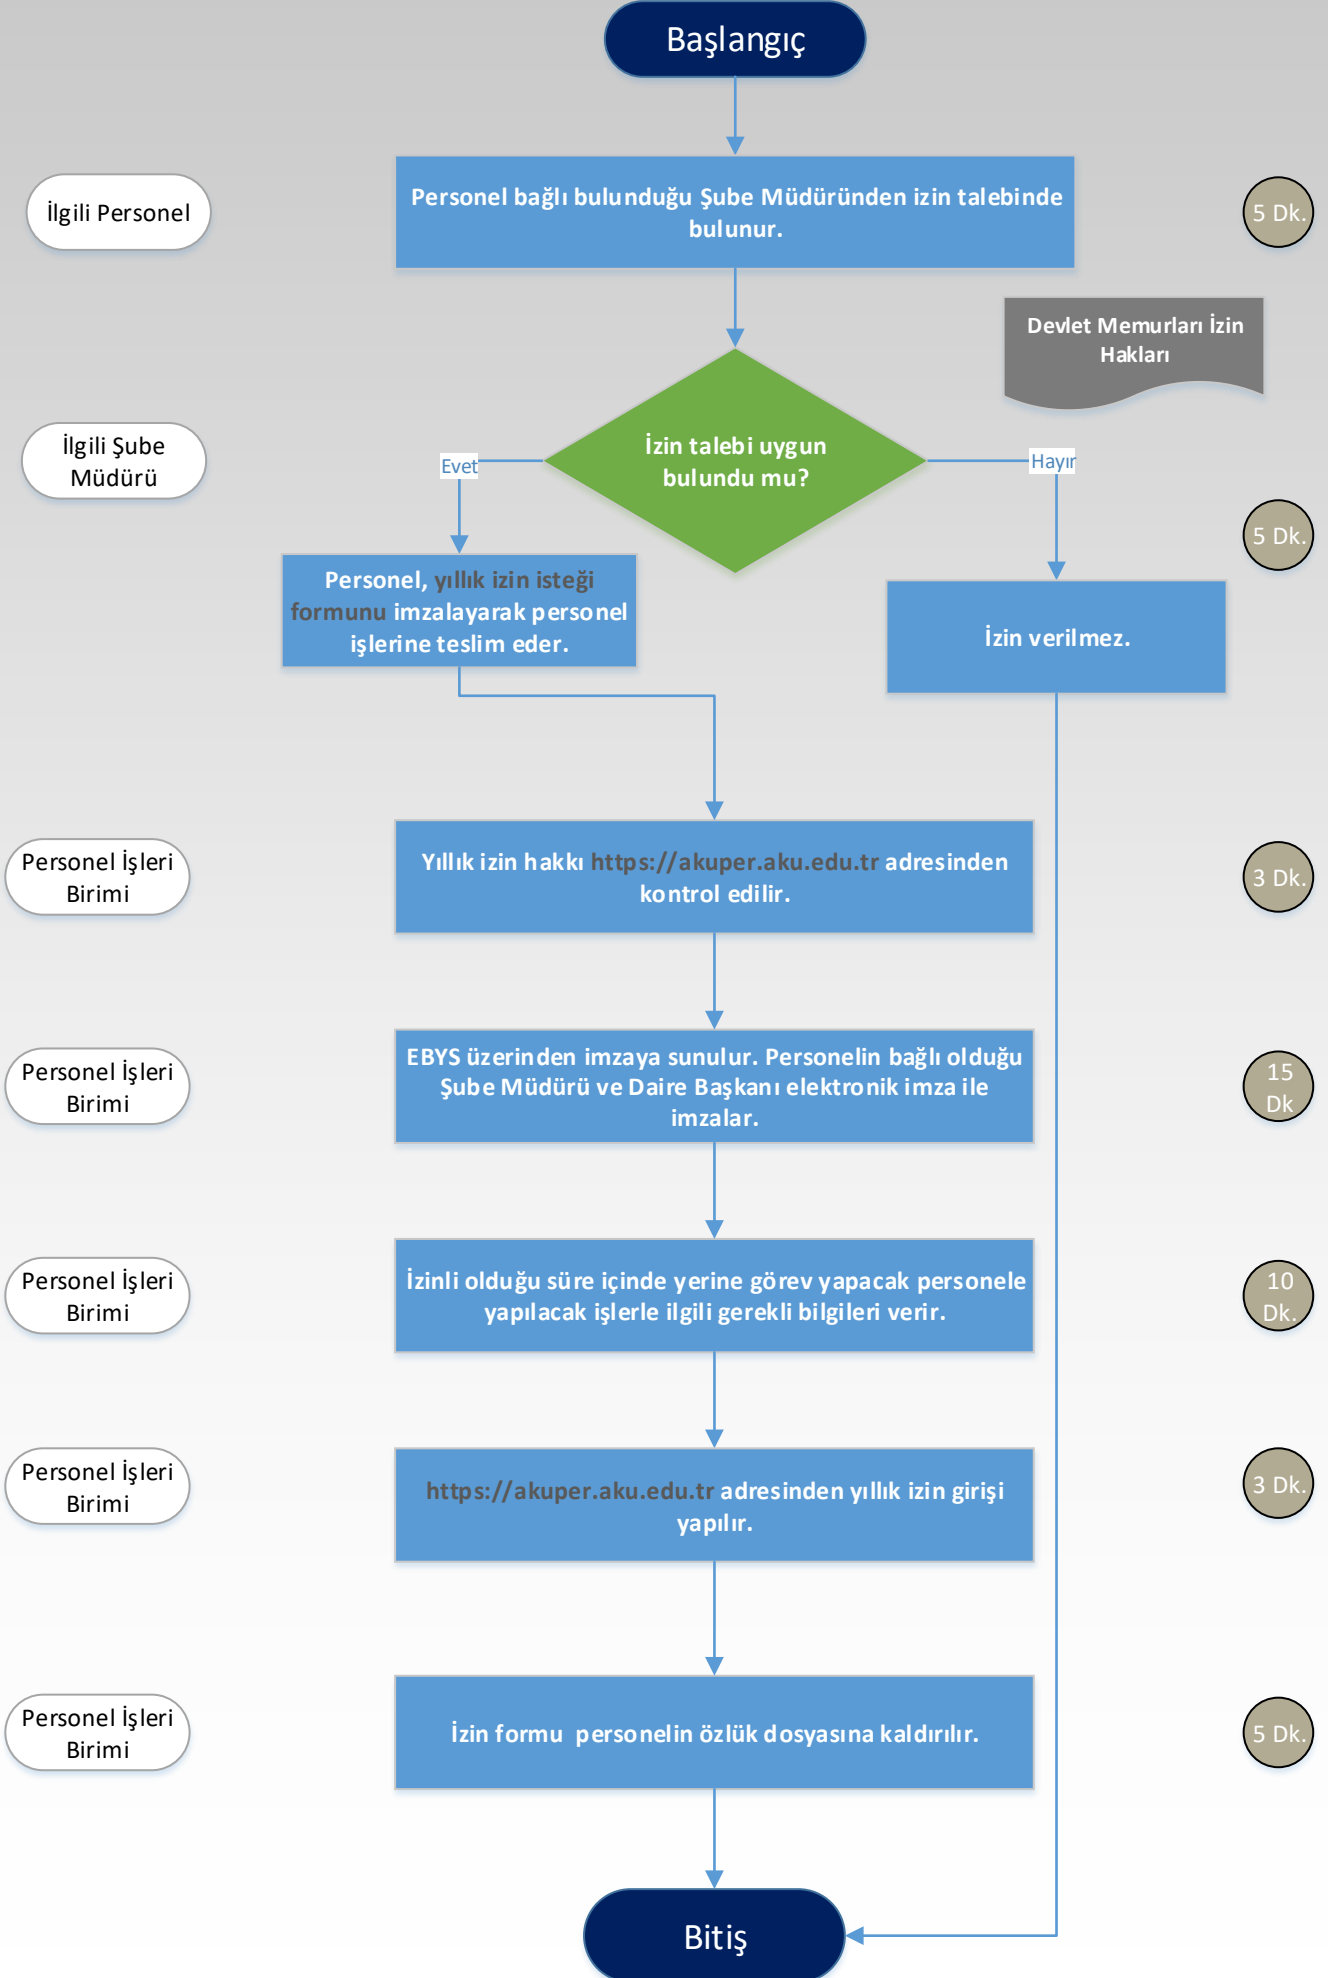 Başlangıç
İlgili Personel
Personel bağlı bulunduğu Şube Müdüründen izin talebinde
bulunur.
5 Dk.
Devlet Memurları İzin
Hakları
İlgili Şube
Müdürü
İzin talebi uygun
bulundu mu?
Evet
Hayır
5 Dk.
Personel, yıllık izin isteği
formunu imzalayarak personel
işlerine teslim eder.
İzin verilmez.
Personel İşleri
Birimi
Yıllık izin hakkı https://akuper.aku.edu.tr adresinden
kontrol edilir.
3 Dk.
Personel İşleri
Birimi
EBYS üzerinden imzaya sunulur. Personelin bağlı olduğu
Şube Müdürü ve Daire Başkanı elektronik imza ile
imzalar.
15
Dk
Personel İşleri
Birimi
İzinli olduğu süre içinde yerine görev yapacak personele
yapılacak işlerle ilgili gerekli bilgileri verir.
10
Dk.
Personel İşleri
Birimi
https://akuper.aku.edu.tr adresinden yıllık izin girişi
yapılır.
3 Dk.
Personel İşleri
Birimi
İzin formu  personelin özlük dosyasına kaldırılır.
5 Dk.
Bitiş